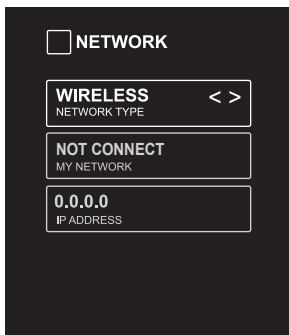 NETWORK
WIRELESS < >
NETWORK TYPE
NOT CONNECT
MY NETWORK
0.0.0.0
IP ADDRESS